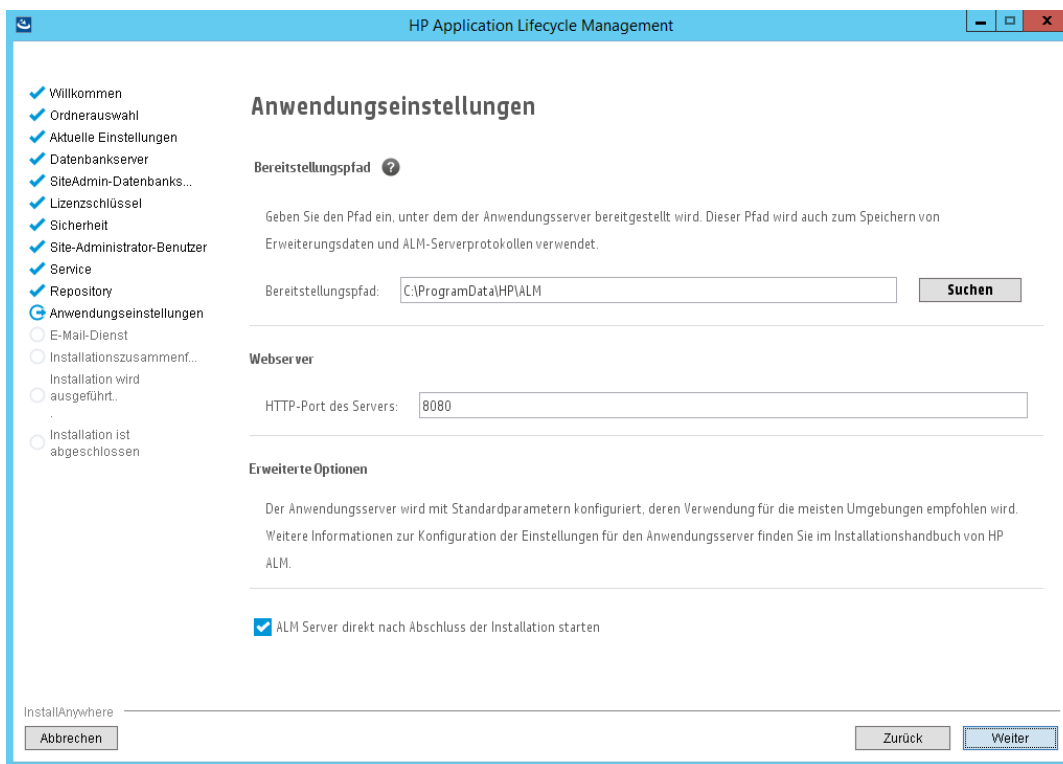 HP Application Lifecycle Management
Willkommen
Ordnerauswahl
Aktuelle Einstellungen
Datenbankserver
SiteAdmin-Datenbanks...
Lizenzschlüssel
Sicherheit
Site-Administrator-Benutzer
Service
Repository
Anwendungseinstellungen
E-Mail-Dienst
Installationszusammenf...
Installation wird
ausgeführt..
.
Installation ist
abgeschlossen
Anwendungseinstellungen
Bereitstellungspfad ?
Geben Sie den Pfad ein, unter dem der Anwendungsserver bereitgestellt wird. Dieser Pfad wird auch zum Speichern von
Erweiterungsdaten und ALM-Serverprotokollen verwendet.
Bereitstellungspfad: C:\ProgramData\HP\ALM Suchen
Webserver
HTTP-Port des Servers: 8080
Erweiterte Optionen
Der Anwendungsserver wird mit Standardparametern konfiguriert, deren Verwendung für die meisten Umgebungen empfohlen wird.
Weitere Informationen zur Konfiguration der Einstellungen für den Anwendungsserver finden Sie im Installationshandbuch von HP
ALM.
ALM Server direkt nach Abschluss der Installation starten
InstallAnywhere
Abbrechen Zurück Weiter